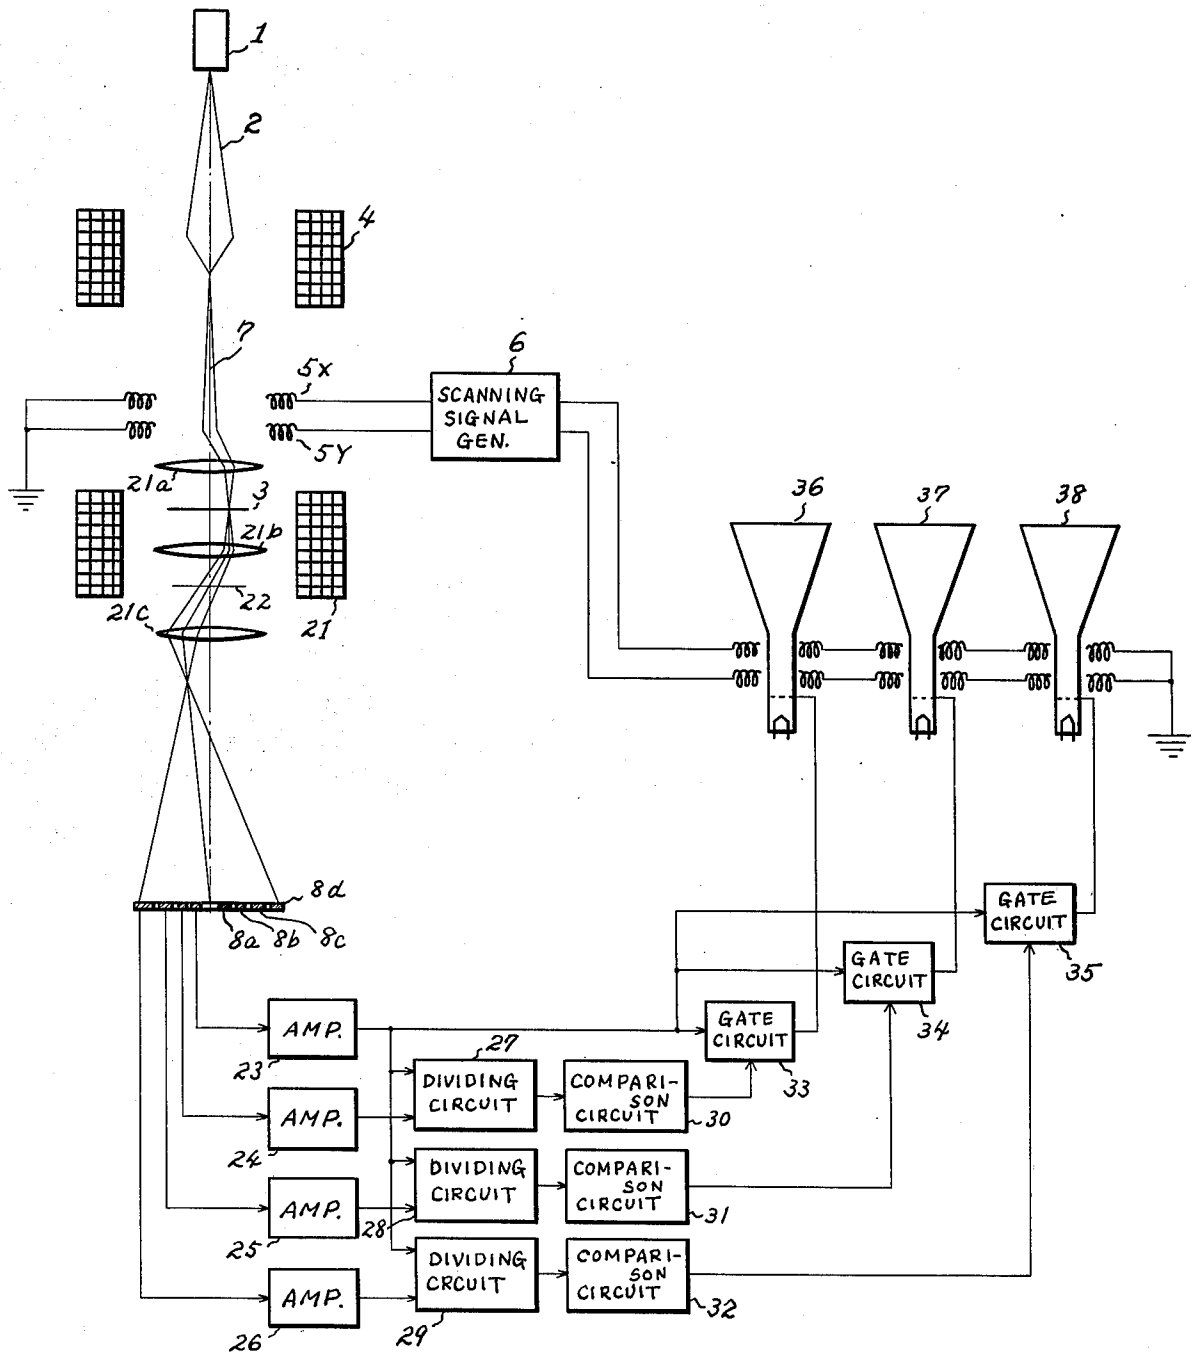 1
2
4
7
5X
6
SCANNING
SIGNAL
GEN.
5Y
21a
3
36
37
38
21b
22
21C
21
8d
8a
8b
8c
GATE
CIRCUIT
35
GATE
CIRCUIT
34
AMP.
23
GATE
CIRCUIT
33
27
DIVIDING
CIRCUIT
COMPARI-
SON
CIRCUIT
30
AMP.
24
DIVIDING
CIRCUIT
28
COMPARI-
SON
CIRCUIT
31
AMP.
25
DIVIDING
CRCUIT
29
COMPARI-
SON
CIRCUIT
32
AMP.
26